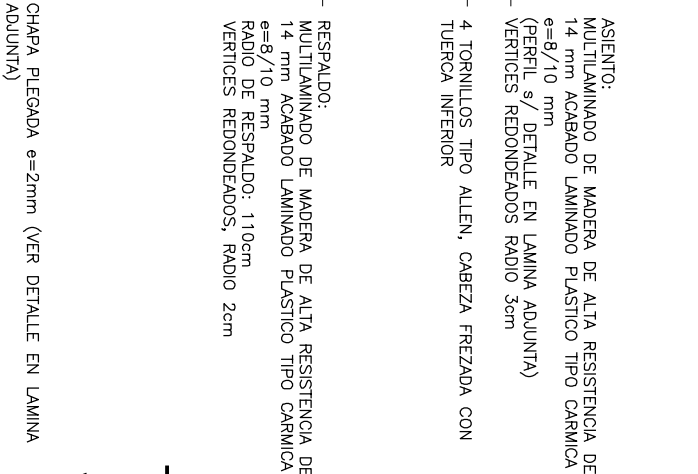 ASIENTO:
MULTILAMINADO DE MADERA DE ALTA RESISTENCIA DE
14 mm ACABADO LAMINADO PLASTICO TIPO CARMICA
e=8/10 mm
(PERFIL s/ DETALLE EN LAMINA ADJUNTA)
VERTICES REDONDEADOS RADIO 3cm
4 TORNILLOS TIPO ALLEN, CABEZA FREZADA CON
TUERCA INFERIOR
RESPALDO:
MULTILAMINADO DE MADERA DE ALTA RESISTENCIA DE
14 mm ACABADO LAMINADO PLASTICO TIPO CARMICA
e=8/10 mm
RADIO DE RESPALDO: 110cm
VERTICES REDONDEADOS, RADIO 2cm
CHAPA PLEGADA e=2mm (VER DETALLE EN LAMINA
ADJUNTA)